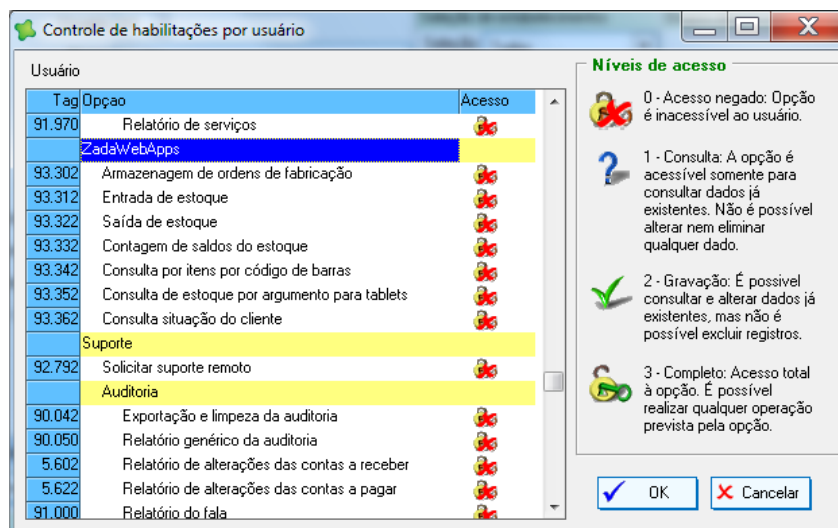 Controle de habilitações por usuário
Usuário
Tag Opçao Acesso
91.970 Relatório de serviços
ZadaWebApps
93.302 Armazenagem de ordens de fabricação
93.312 Entrada de estoque
93.322 Saída de estoque
93.332 Contagem de saldos do estoque
93.342 Consulta por itens por código de barras
93.352 Consulta de estoque por argumento para tablets
93.362 Consulta situação do cliente
Suporte
92.792 Solicitar suporte remoto
Auditoria
90.042 Exportação e limpeza da auditoria
90.050 Relatório genérico da auditoria
5.602 Relatório de alterações das contas a receber
5.622 Relatório de alterações das contas a pagar
91.000 Relatório do fala
Níveis de acesso
0 - Acesso negado: Opção
é inacessível ao usuário.
1 - Consulta: A opção é
acessível somente para
consultar dados já
existentes. Não é possível
alterar nem eliminar
qualquer dado.
2 - Gravação: É possivel
consultar e alterar dados já
existentes, mas não é
possível excluir registros.
3 - Completo: Acesso total
à opção. É possível
realizar qualquer operação
prevista pela opção.
OK
Cancelar